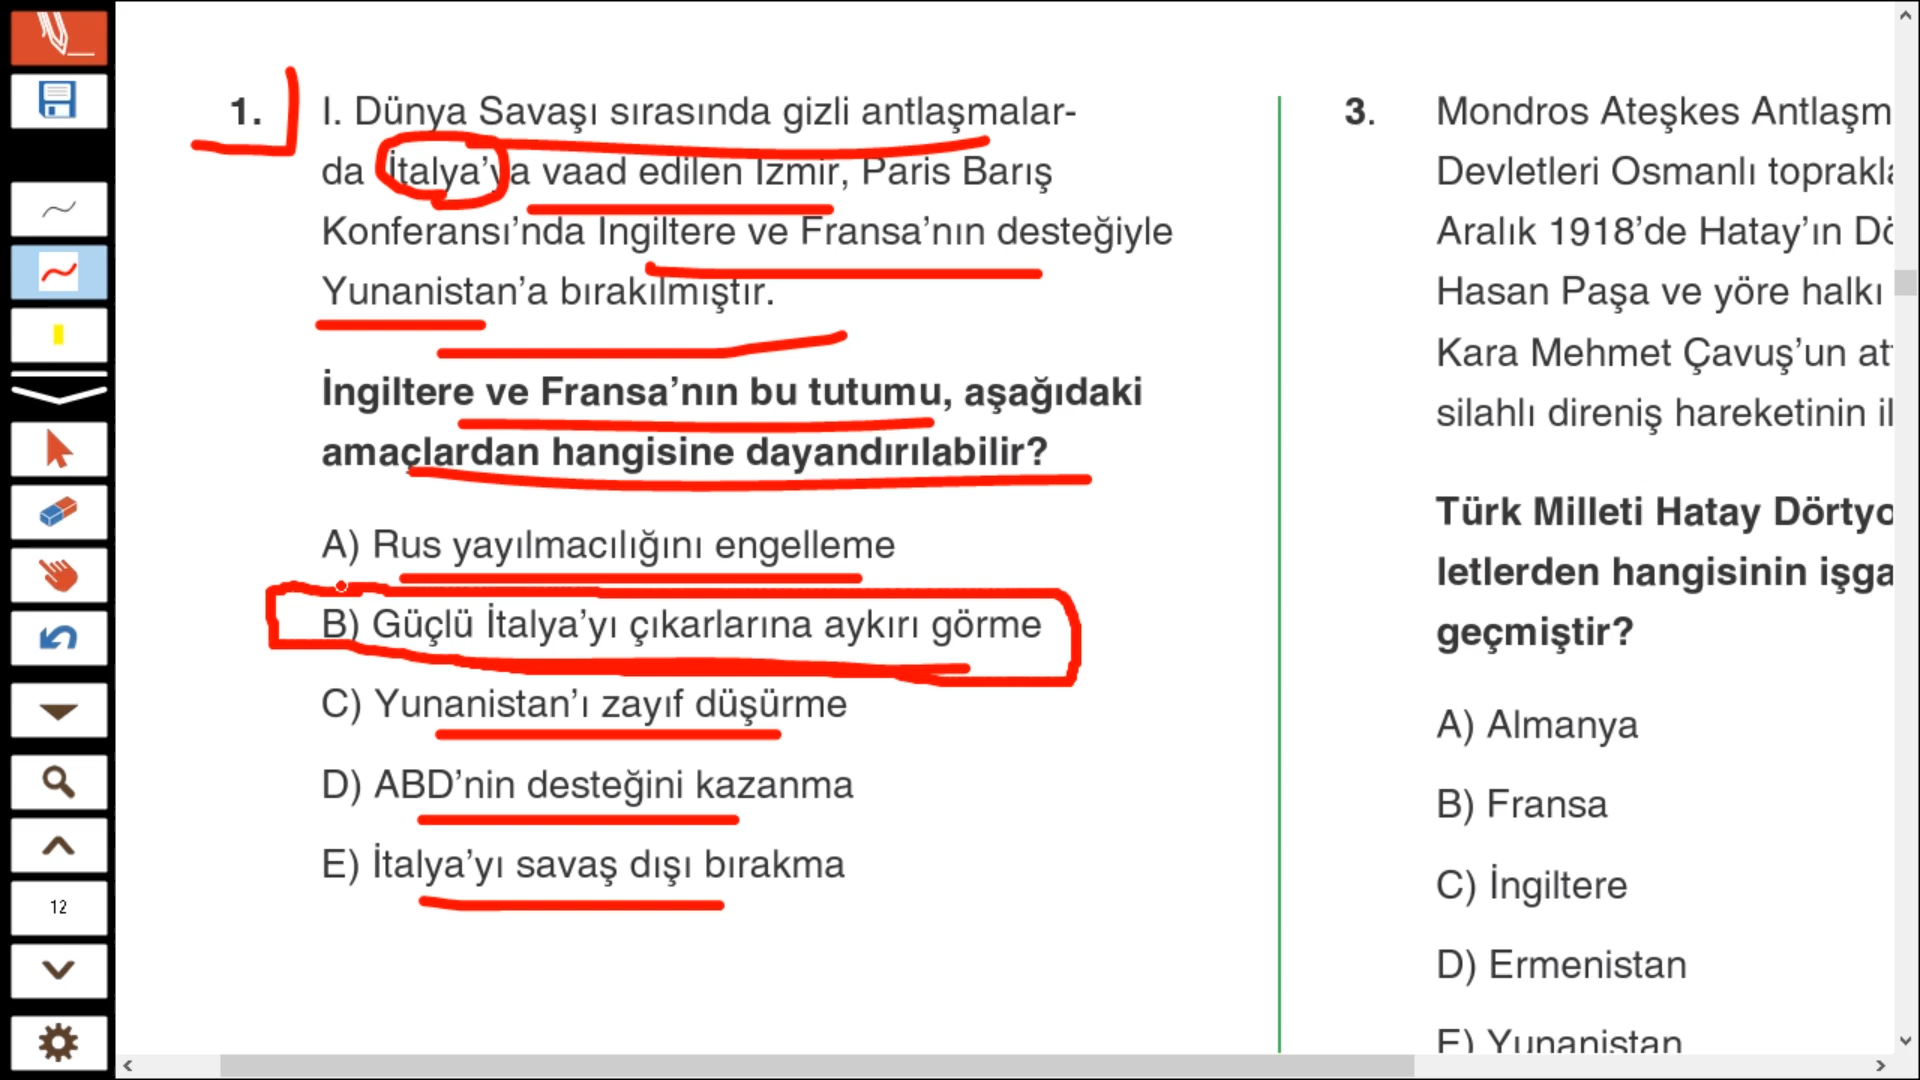 1. I. Dünya Savaşı sırasında gizli antlaşmalar-
da İtalya'ya vaad edilen İzmir, Paris Barış
Konferansı'nda İngiltere ve Fransa'nın desteğiyle
Yunanistan'a bırakılmıştır.
İngiltere ve Fransa'nın bu tutumu, aşağıdaki
amaçlardan hangisine dayandırılabilir?
A) Rus yayılmacılığını engelleme
B) Güçlü İtalya'yı çıkarlarına aykırı görme
C) Yunanistan'ı zayıf düşürme
D) ABD'nin desteğini kazanma
E) İtalya'yı savaş dışı bırakma
3. Mondros Ateşkes Antlaşm
Devletleri Osmanlı toprakla
Aralık 1918'de Hatay'ın Dö
Hasan Paşa ve yöre halkı
Kara Mehmet Çavuş'un at
silahlı direniş hareketinin il
Türk Milleti Hatay Dörtyo
letlerden hangisinin işga
geçmiştir?
A) Almanya
B) Fransa
C) İngiltere
D) Ermenistan
E) Yunanistan
12